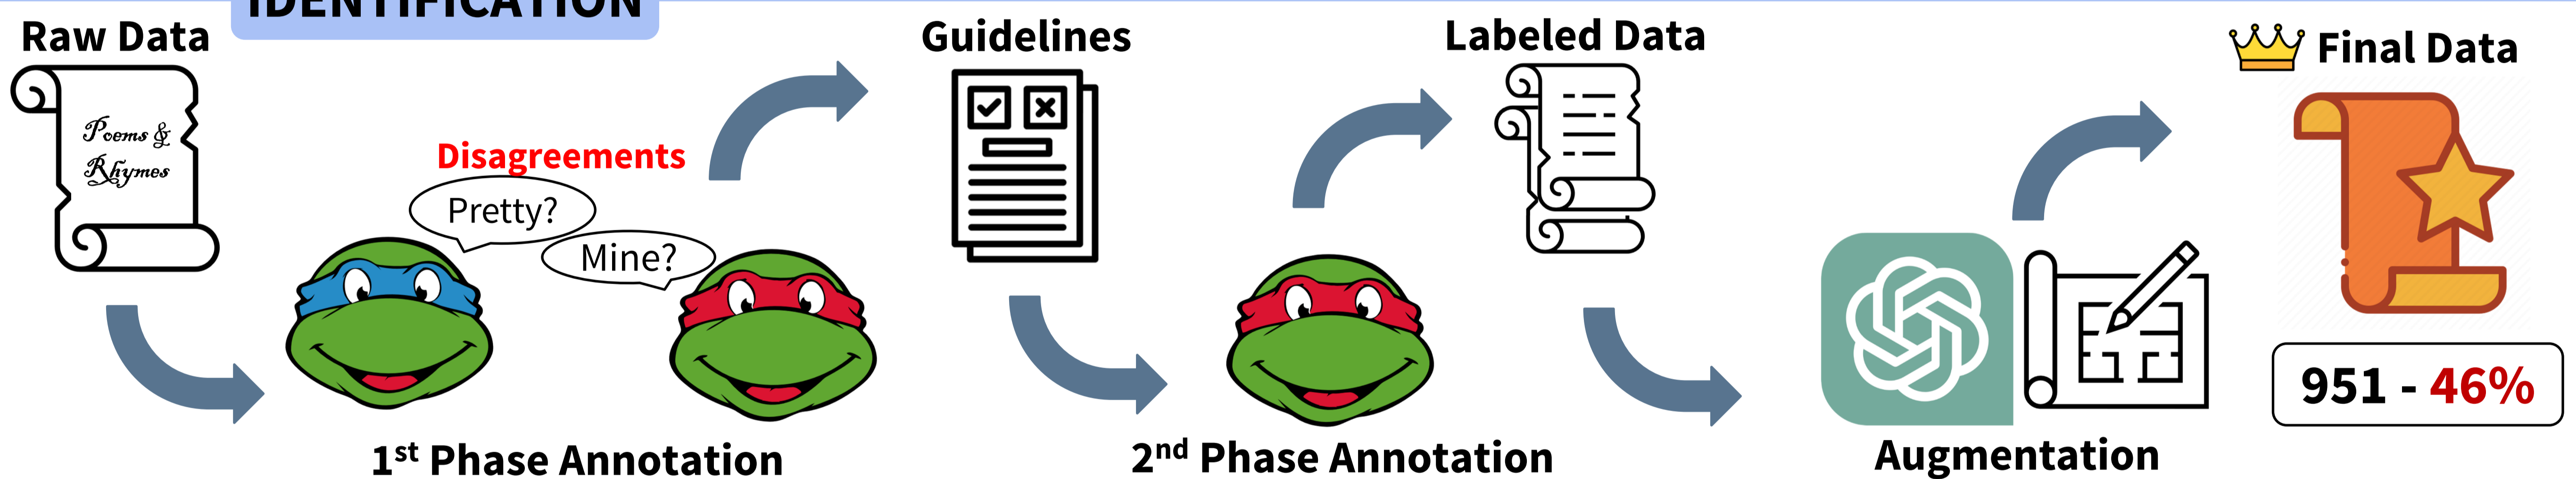 IDENTIFICATION
Raw Data
Poems &
Rhymes
Disagreements
Pretty?
Mine?
1st Phase Annotation
Guidelines
2nd Phase Annotation
Labeled Data
Augmentation
Final Data
951 - 46%